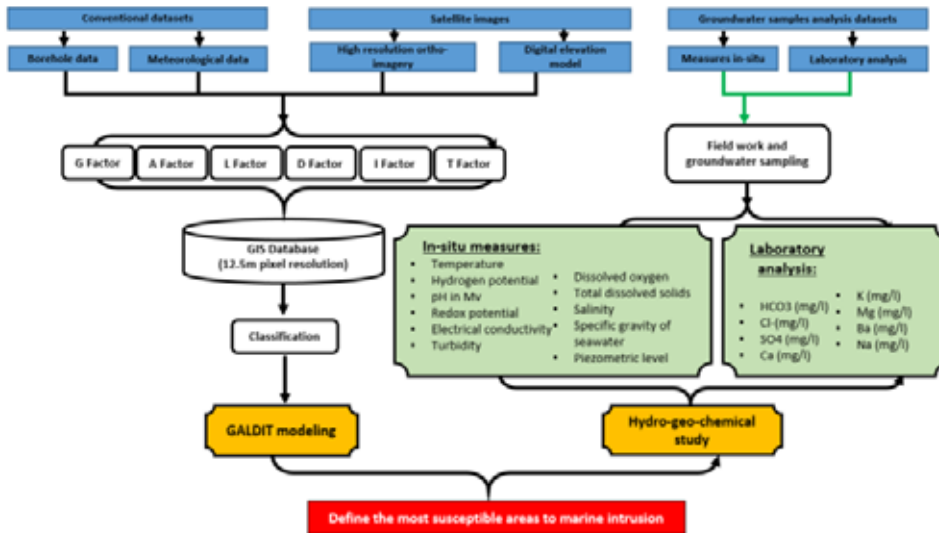 Conventional datasets
Satellite images
Groundwater samples analysis datasets
Borehole data
Meteorological data
High resolution ortho-
imagery
Digital elevation
model
Measures in-situ
Laboratory analysis
G Factor
A Factor
L Factor
D Factor
I Factor
T Factor
Field work and
groundwater sampling
GIS Database
(12.5m pixel resolution)
In-situ measures:
• Temperature
• Hydrogen potential
• pH in Mv
• Redox potential
• Electrical conductivity
• Turbidity
• Dissolved oxygen
• Total dissolved solids
• Salinity
• Specific gravity of
seawater
• Piezometric level
Laboratory
analysis:
• HCO3 (mg/l)
• Cl-(mg/l)
• SO4 (mg/l)
• Ca (mg/l)
• K (mg/l)
• Mg (mg/l)
• Ba (mg/l)
• Na (mg/l)
Classification
GALDIT modeling
Hydro-geo-chemical
study
Define the most susceptible areas to marine intrusion